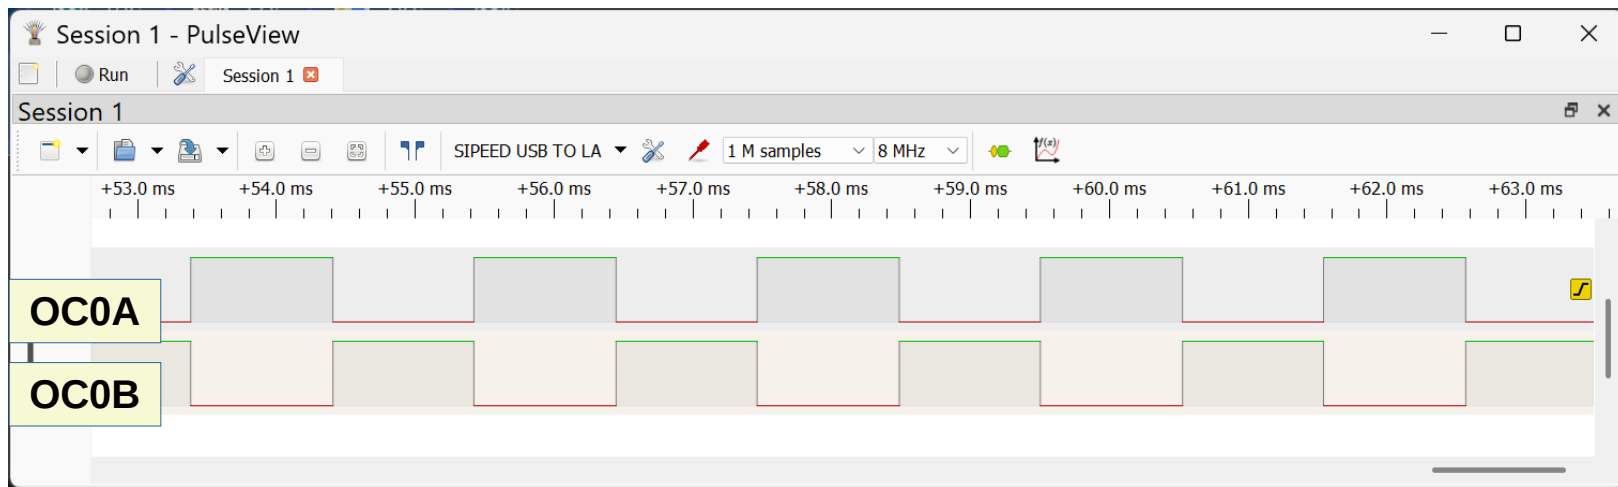 Session 1 - PulseView
Run
Session 1
Session 1
SIPEED USB TO LA
1 M samples
8 MHz
f(x)
+53.0 ms +54.0 ms +55.0 ms +56.0 ms +57.0 ms +58.0 ms +59.0 ms +60.0 ms +61.0 ms +62.0 ms +63.0 ms
OC0A
OC0B